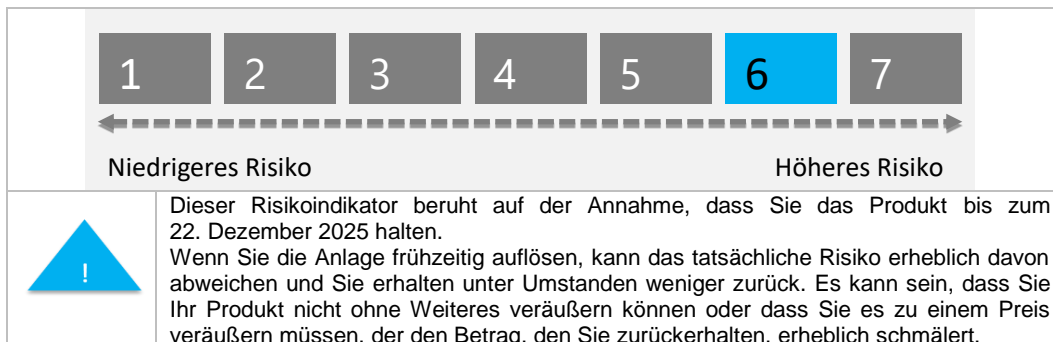 1 2 3 4 5 6 7
Niedrigeres Risiko Höheres Risiko
Dieser Risikoindikator beruht auf der Annahme, dass Sie das Produkt bis zum
22. Dezember 2025 halten.
Wenn Sie die Anlage frühzeitig auflösen, kann das tatsächliche Risiko erheblich davon
! abweichen und Sie erhalten unter Umstanden weniger zurück. Es kann sein, dass Sie
Ihr Produkt nicht ohne Weiteres veräußern können oder dass Sie es zu einem Preis
veräußern müssen, der den Betrag, den Sie zurückerhalten, erheblich schmälert.